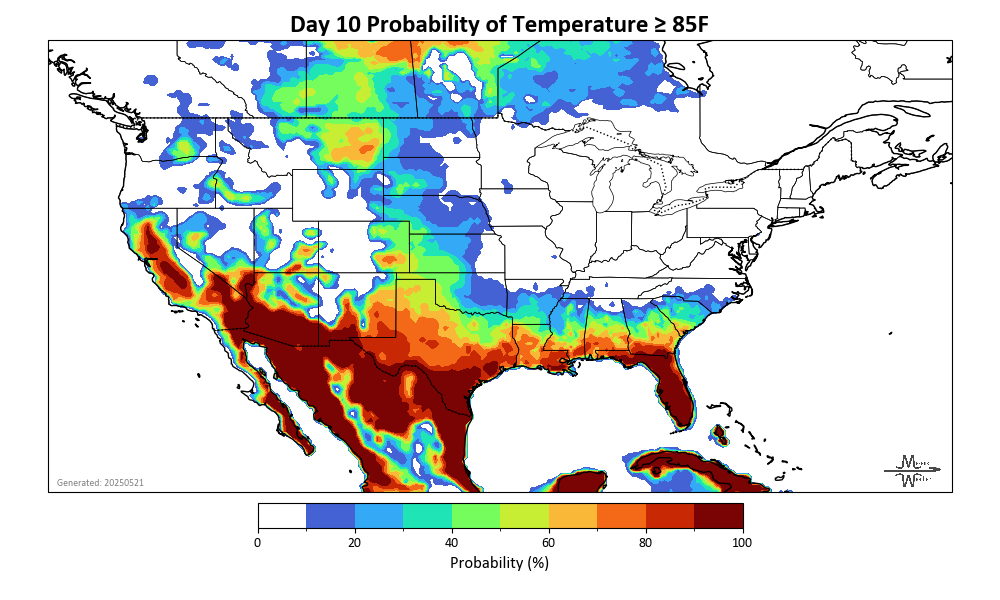 Day 10 Probability of Temperature ≥ 85F
Generated: 20250521
0 20 40 60 80 100
Probability (%)